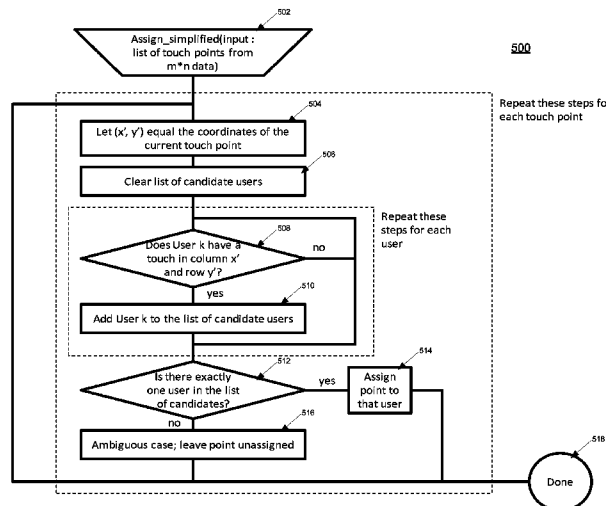 502
Assign_simplified(input :
list of touch points from
m*n data)
500
Repeat these steps for
each touch point
504
Let (x', y') equal the coordinates of the
current touch point
506
Clear list of candidate users
Repeat these
steps for each
user
508
Does User k have a
touch in column x'
and row y'?
no
yes
510
Add User k to the list of candidate users
512
Is there exactly
one user in the list
of candidates?
yes
514
Assign
point to
that user
no
516
Ambiguous case; leave point unassigned
518
Done